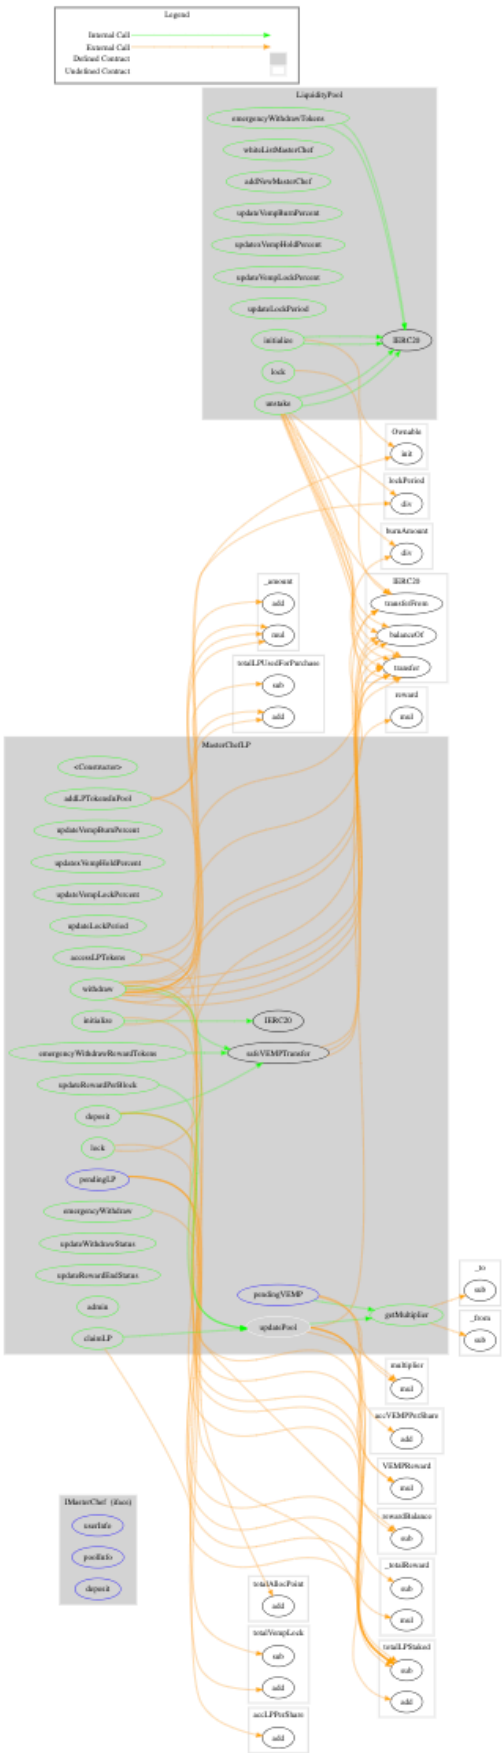 Legend
Internal Call
External Call
Defined Contract
Undefined Contract
LiquidityPool
emergencyWithdrawTokens
whiteListMasterChef
addNewMasterChef
updateVempBurnPercent
updatexVempHoldPercent
updateVempLockPercent
updateLockPeriod
initialize
IERC20
lock
unstake
Ownable
init
lockPeriod
div
burnAmount
div
_amount
add
mul
IERC20
transferFrom
balanceOf
transfer
totalLPUsedForPurchase
sub
add
reward
mul
MasterChefLP
<Constructor>
addLPTokensInPool
updateVempBurnPercent
updatexVempHoldPercent
updateVempLockPercent
updateLockPeriod
accessLPTokens
withdraw
initialize
IERC20
emergencyWithdrawRewardTokens
safeVEMPTransfer
updateRewardPerBlock
deposit
lock
pendingLP
emergencyWithdraw
updateWithdrawStatus
updateRewardEndStatus
admin
claimLP
pendingVEMP
updatePool
getMultiplier
_to
sub
_from
sub
multiplier
mul
accVEMPPerShare
add
VEMPReward
mul
rewardBalance
sub
_totalReward
sub
mul
totalLPStaked
sub
add
IMasterChef (iface)
userInfo
poolInfo
deposit
totalAllocPoint
add
totalVempLock
sub
add
accLPPerShare
add